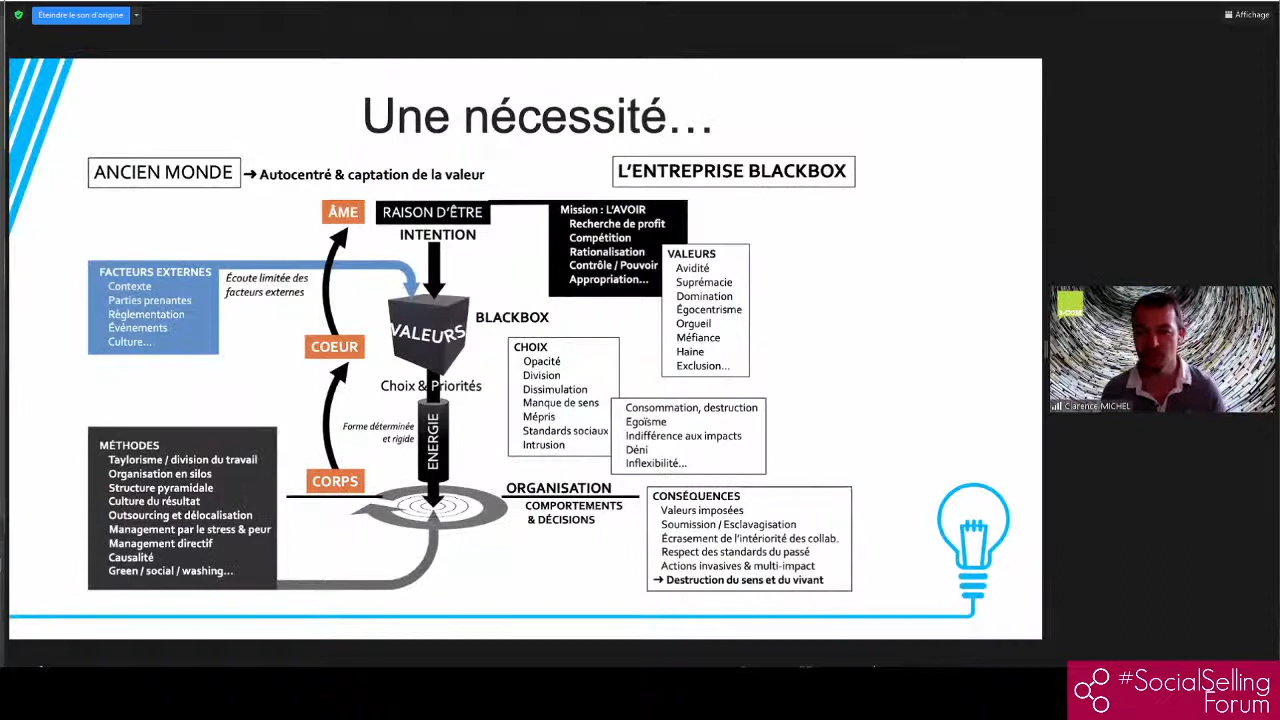 Éteindre le son d'origine
Affichage
Une nécessité…
ANCIEN MONDE
➔ Autocentré & captation de la valeur
L'ENTREPRISE BLACKBOX
ÂME
RAISON D'ÊTRE
INTENTION
Mission : L'AVOIR
Recherche de profit
Compétition
Rationalisation
Contrôle / Pouvoir
Appropriation…
VALEURS
Avidité
Suprémacie
Domination
Égocentrisme
Orgueil
Méfiance
Haine
Exclusion…
FACTEURS EXTERNES
Contexte
Parties prenantes
Règlementation
Événements
Culture…
Écoute limitée des
facteurs externes
VALEURS
BLACKBOX
COEUR
Choix & Priorités
CHOIX
Opacité
Division
Dissimulation
Manque de sens
Mépris
Standards sociaux
Intrusion
Consommation, destruction
Egoïsme
Indifférence aux impacts
Déni
Inflexibilité…
Clarence MICHEL
Forme déterminée
et rigide
ENERGIE
MÉTHODES
Taylorisme / division du travail
Organisation en silos
Structure pyramidale
Culture du résultat
Outsourcing et délocalisation
Management par le stress & peur
Management directif
Causalité
Green / social / washing…
CORPS
ORGANISATION
COMPORTEMENTS
& DÉCISIONS
CONSÉQUENCES
Valeurs imposées
Soumission / Esclavagisation
Écrasement de l'intériorité des collab.
Respect des standards du passé
Actions invasives & multi-impact
➔ Destruction du sens et du vivant
#SocialSelling
Forum